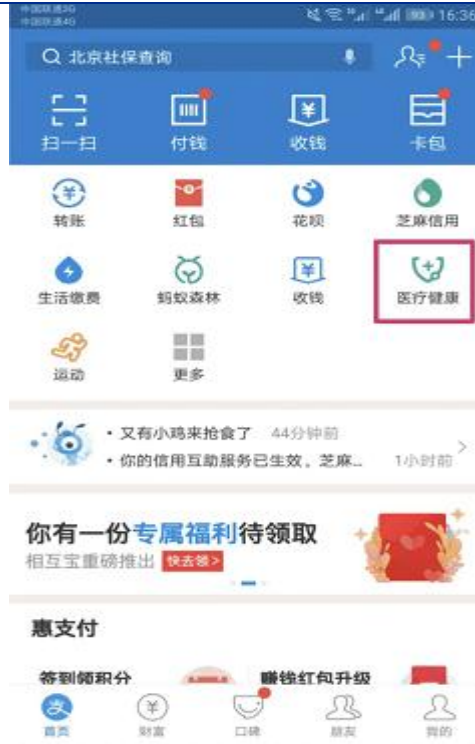 中国联通3G
中国联通4G
16:36
北京社保查询
扫一扫 付钱 收钱 卡包
转账 红包 花呗 芝麻信用
生活缴费 蚂蚁森林 收钱 医疗健康
运动 更多
· 又有小鸡来抢食了 44分钟前
· 你的信用互助服务已生效，芝麻… 1小时前
你有一份专属福利待领取
相互宝重磅推出 快去领>
惠支付
签到领积分 赚钱红包升级
首页 财富 口碑 朋友 我的